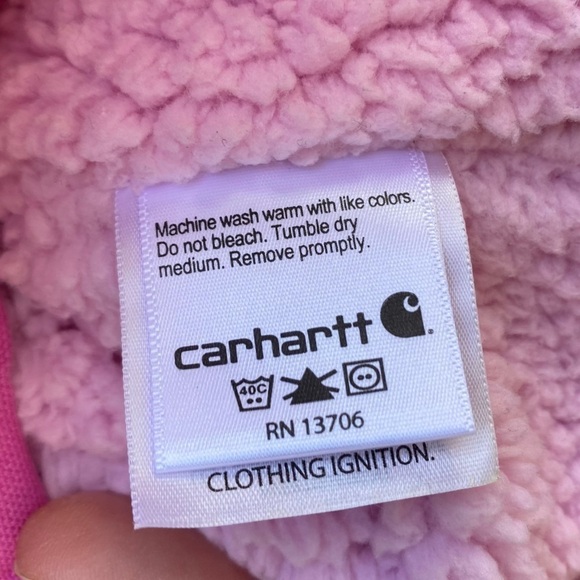 Machine wash warm with like colors.
Do not bleach. Tumble dry
medium. Remove promptly.
carhartt
40C
RN 13706
CLOTHING IGNITION.